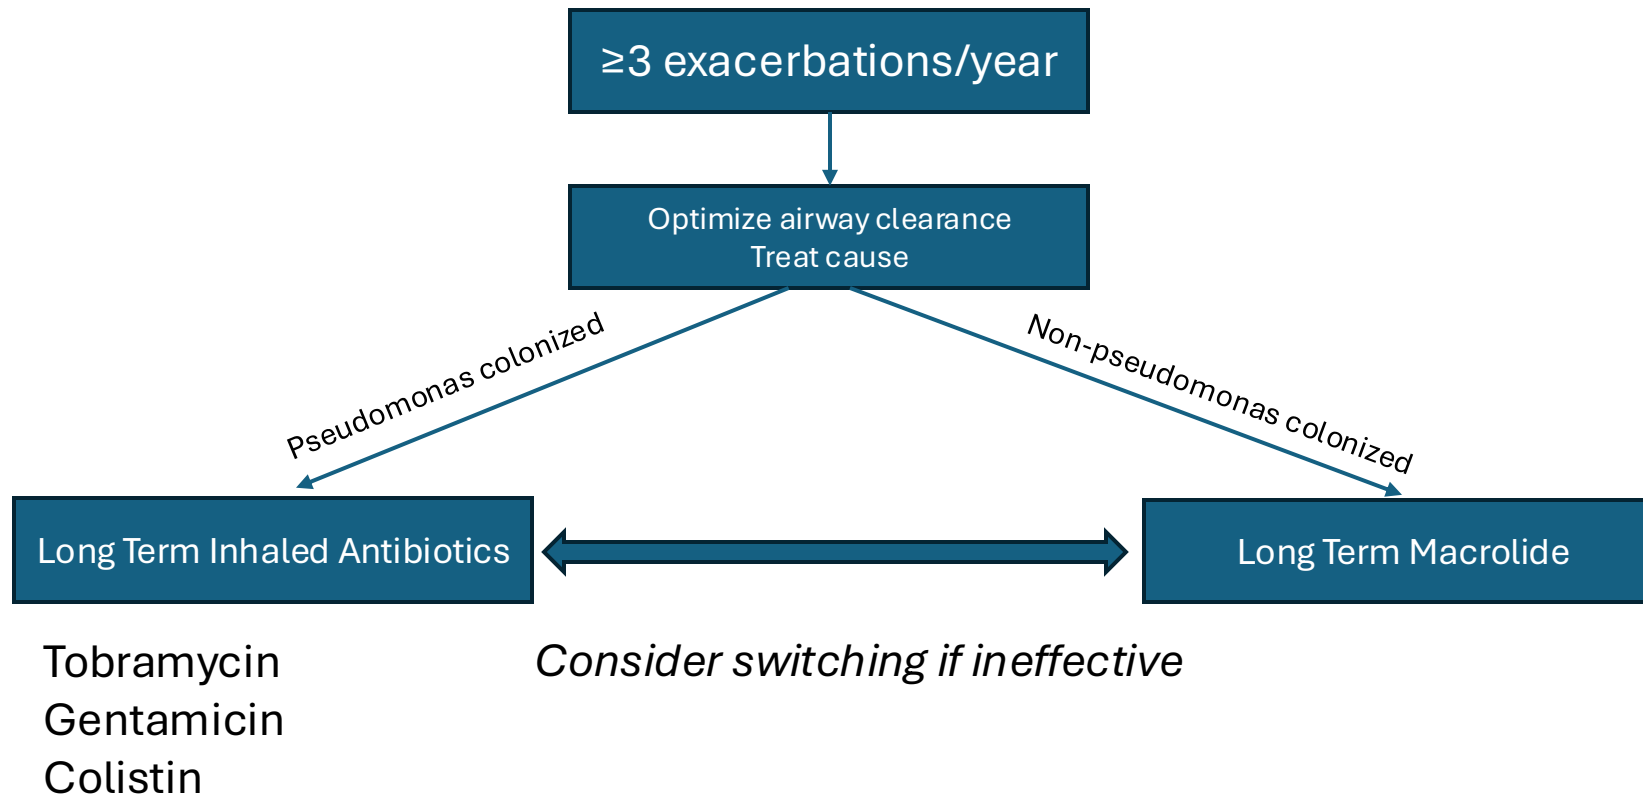 ≥3 exacerbations/year
Optimize airway clearance
Treat cause
Pseudomonas colonized
Non-pseudomonas colonized
Long Term Inhaled Antibiotics
Long Term Macrolide
Tobramycin
Gentamicin
Colistin
Consider switching if ineffective